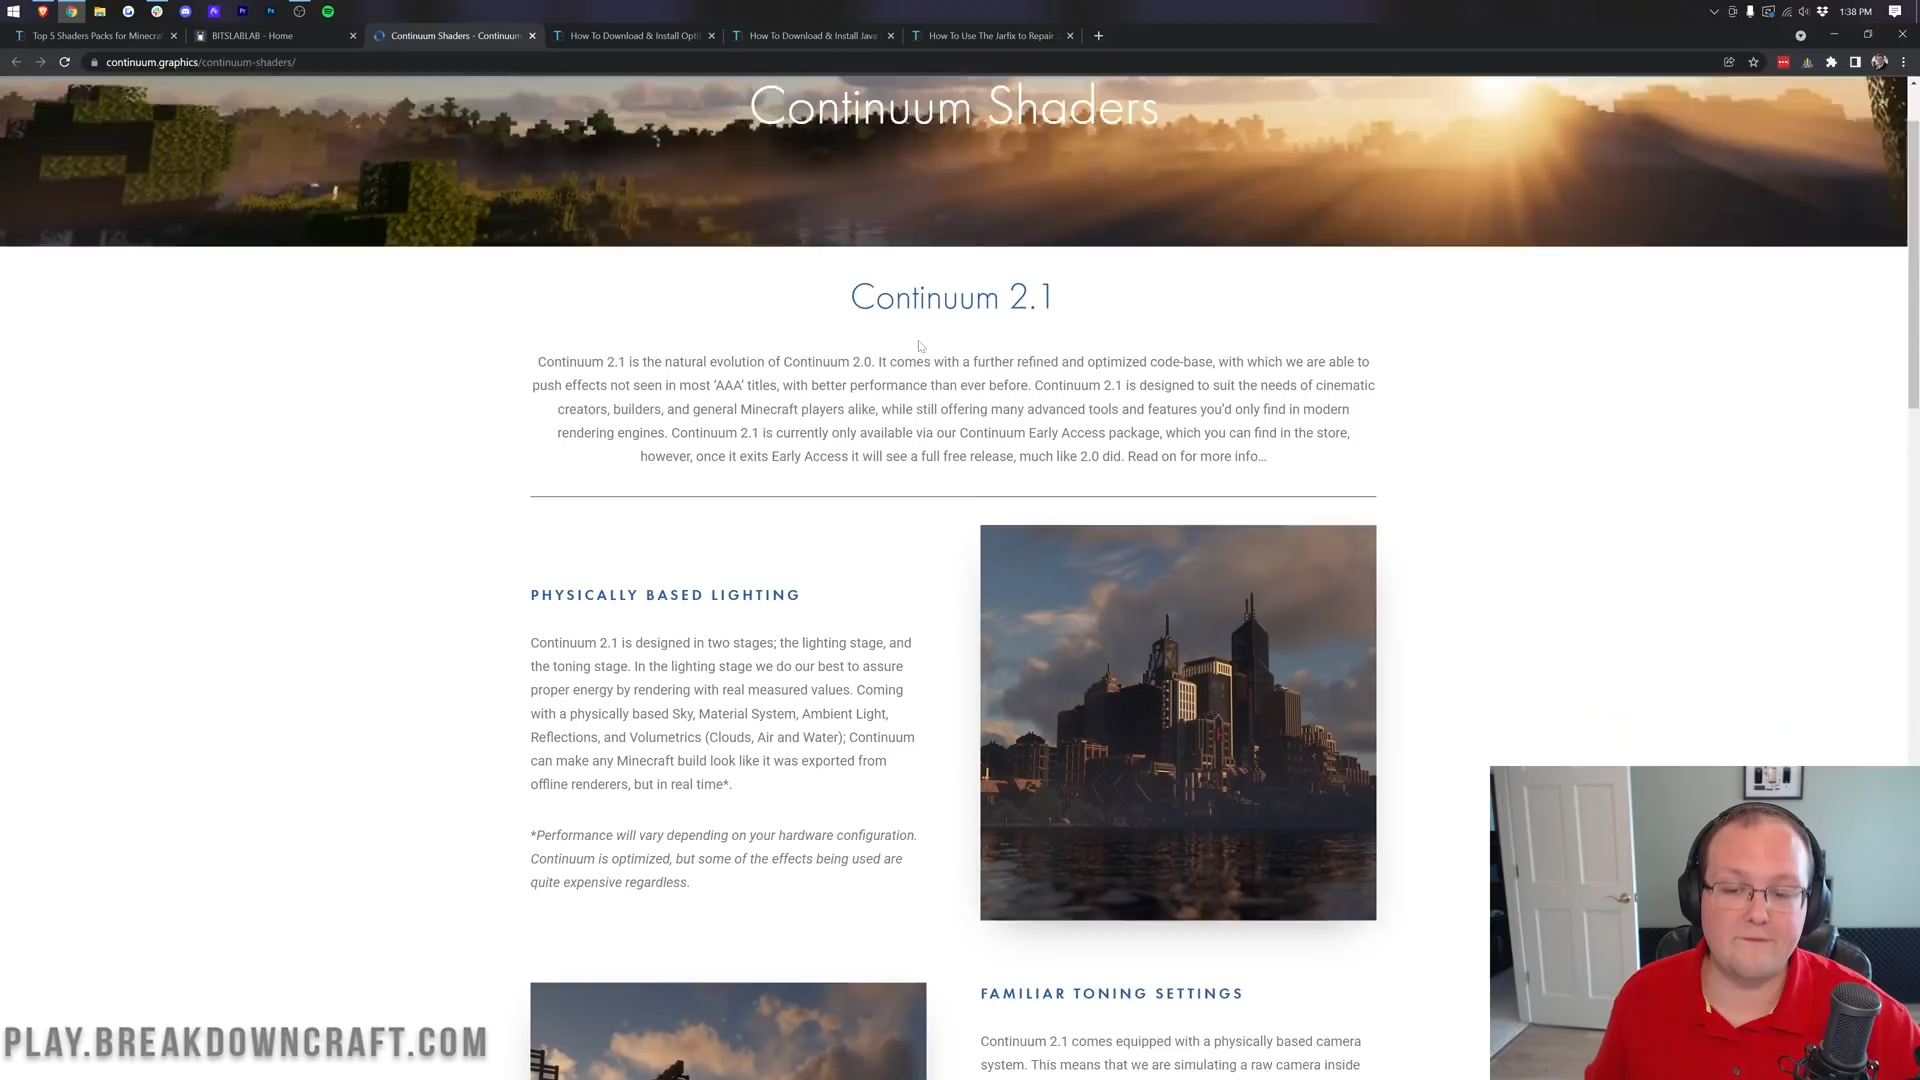 1:38 PM
Top 5 Shaders Packs for Minecra
BITSLABLAB - Home
Continuum Shaders - Continuum
How To Download & Install Opti
How To Download & Install Java
How To Use The Jarfix to Repair
continuum.graphics/continuum-shaders/
Continuum Shaders
Continuum 2.1
Continuum 2.1 is the natural evolution of Continuum 2.0. It comes with a further refined and optimized code-base, with which we are able to
push effects not seen in most ‘AAA’ titles, with better performance than ever before. Continuum 2.1 is designed to suit the needs of cinematic
creators, builders, and general Minecraft players alike, while still offering many advanced tools and features you’d only find in modern
rendering engines. Continuum 2.1 is currently only available via our Continuum Early Access package, which you can find in the store,
however, once it exits Early Access it will see a full free release, much like 2.0 did. Read on for more info…
PHYSICALLY BASED LIGHTING
Continuum 2.1 is designed in two stages; the lighting stage, and
the toning stage. In the lighting stage we do our best to assure
proper energy by rendering with real measured values. Coming
with a physically based Sky, Material System, Ambient Light,
Reflections, and Volumetrics (Clouds, Air and Water); Continuum
can make any Minecraft build look like it was exported from
offline renderers, but in real time*.
*Performance will vary depending on your hardware configuration.
Continuum is optimized, but some of the effects being used are
quite expensive regardless.
FAMILIAR TONING SETTINGS
Continuum 2.1 comes equipped with a physically based camera
system. This means that we are simulating a raw camera inside
PLAY.BREAKDOWNCRAFT.COM